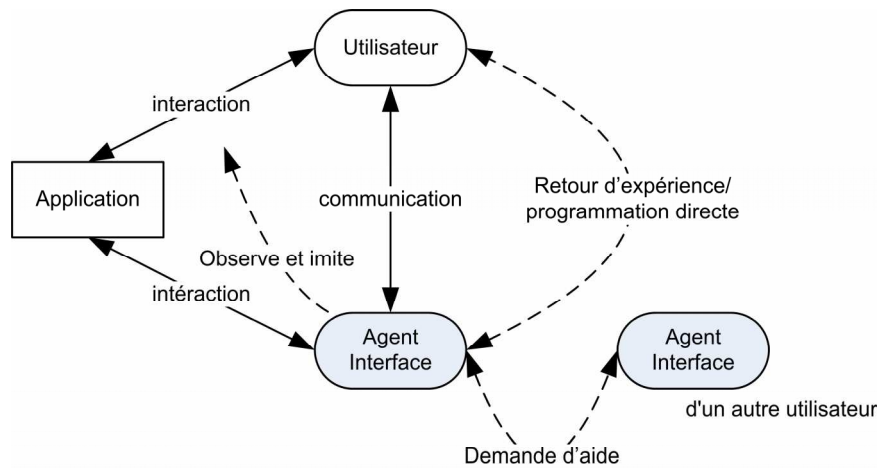 Utilisateur
interaction
Application
communication
Retour d'expérience/
programmation directe
Observe et imite
intéraction
Agent
Interface
Agent
Interface
d'un autre utilisateur
Demande d'aide